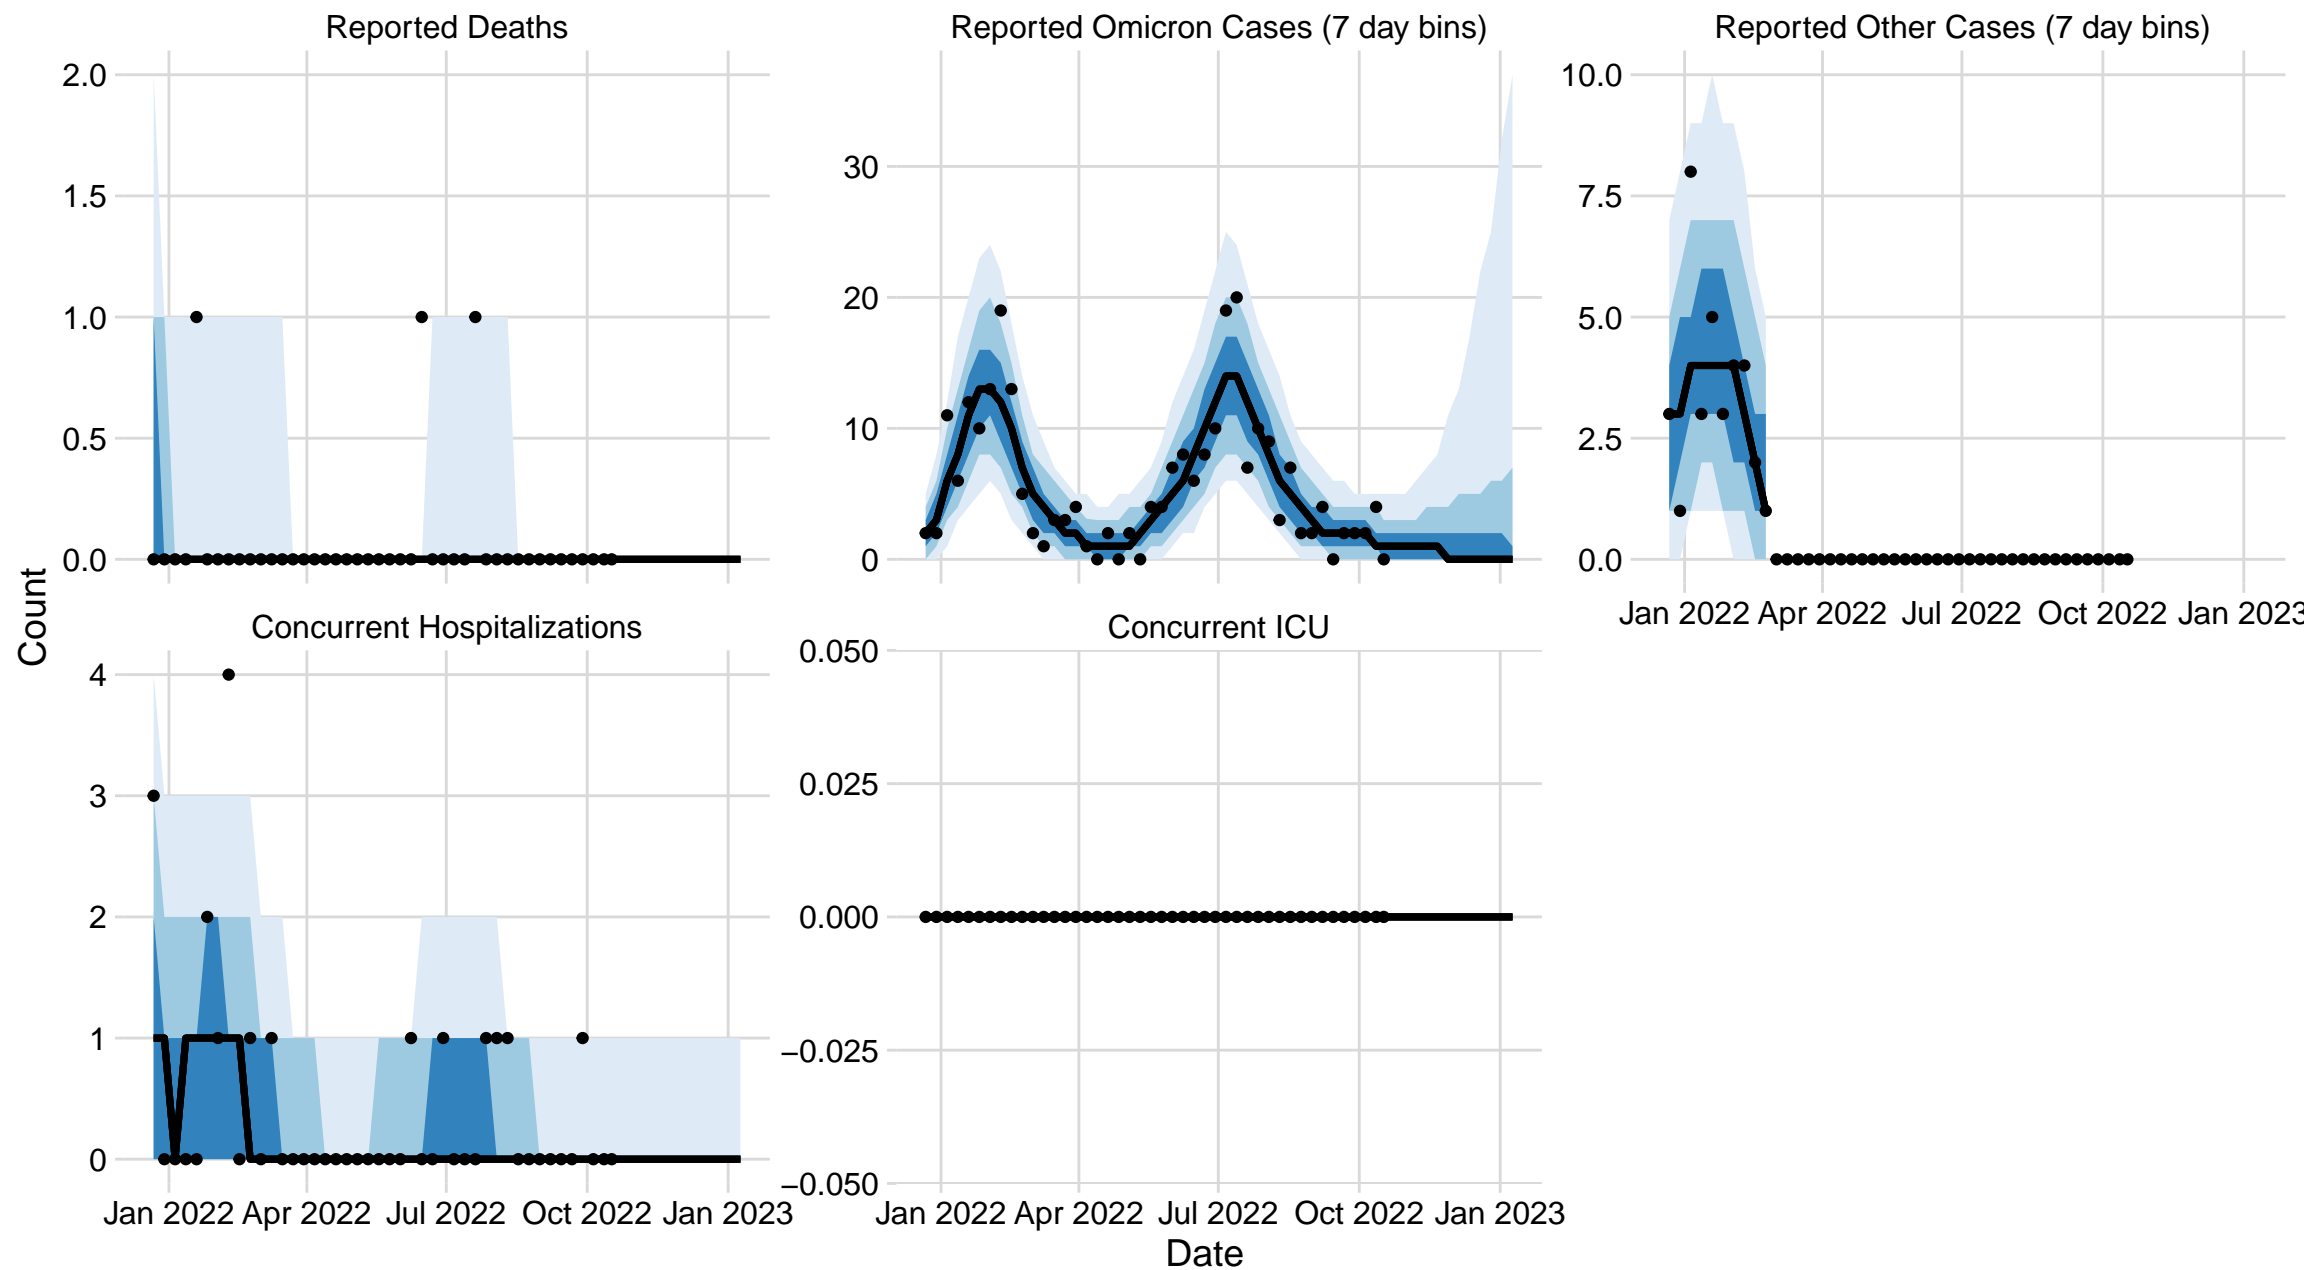 Reported Deaths
Reported Omicron Cases (7 day bins)
Reported Other Cases (7 day bins)
2.0
1.5
1.0
0.5
0.0
30
20
10
0
10.0
7.5
5.0
2.5
0.0
Jan 2022 Apr 2022 Jul 2022 Oct 2022 Jan 2023
Count
Concurrent Hospitalizations
Concurrent ICU
4
3
2
1
0
0.050
0.025
0.000
−0.025
−0.050
Jan 2022 Apr 2022 Jul 2022 Oct 2022 Jan 2023
Jan 2022 Apr 2022 Jul 2022 Oct 2022 Jan 2023
Date